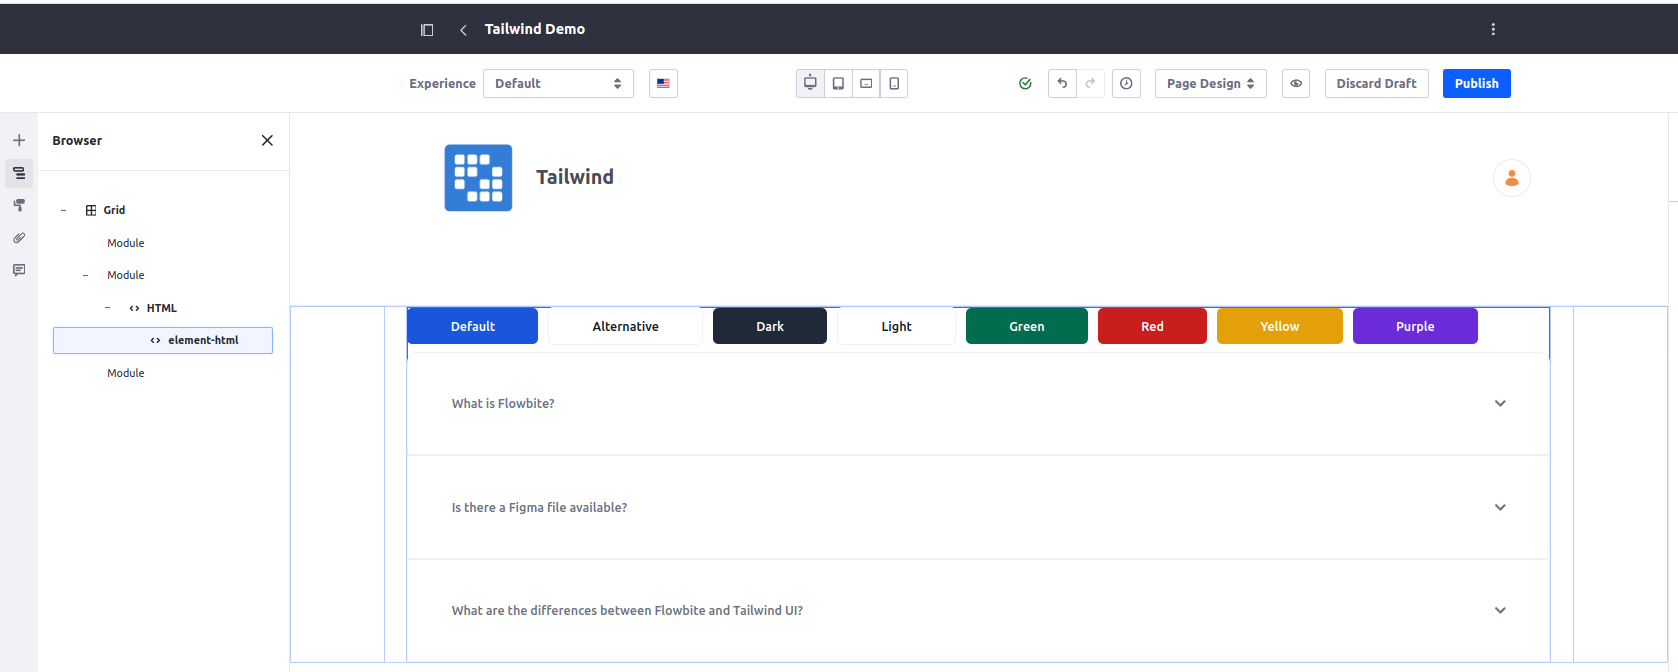 Tailwind Demo
Experience Default Page Design Discard Draft Publish
Browser
Grid
Module
Module
HTML
element-html
Module
Tailwind
Default Alternative Dark Light Green Red Yellow Purple
What is Flowbite?
Is there a Figma file available?
What are the differences between Flowbite and Tailwind UI?